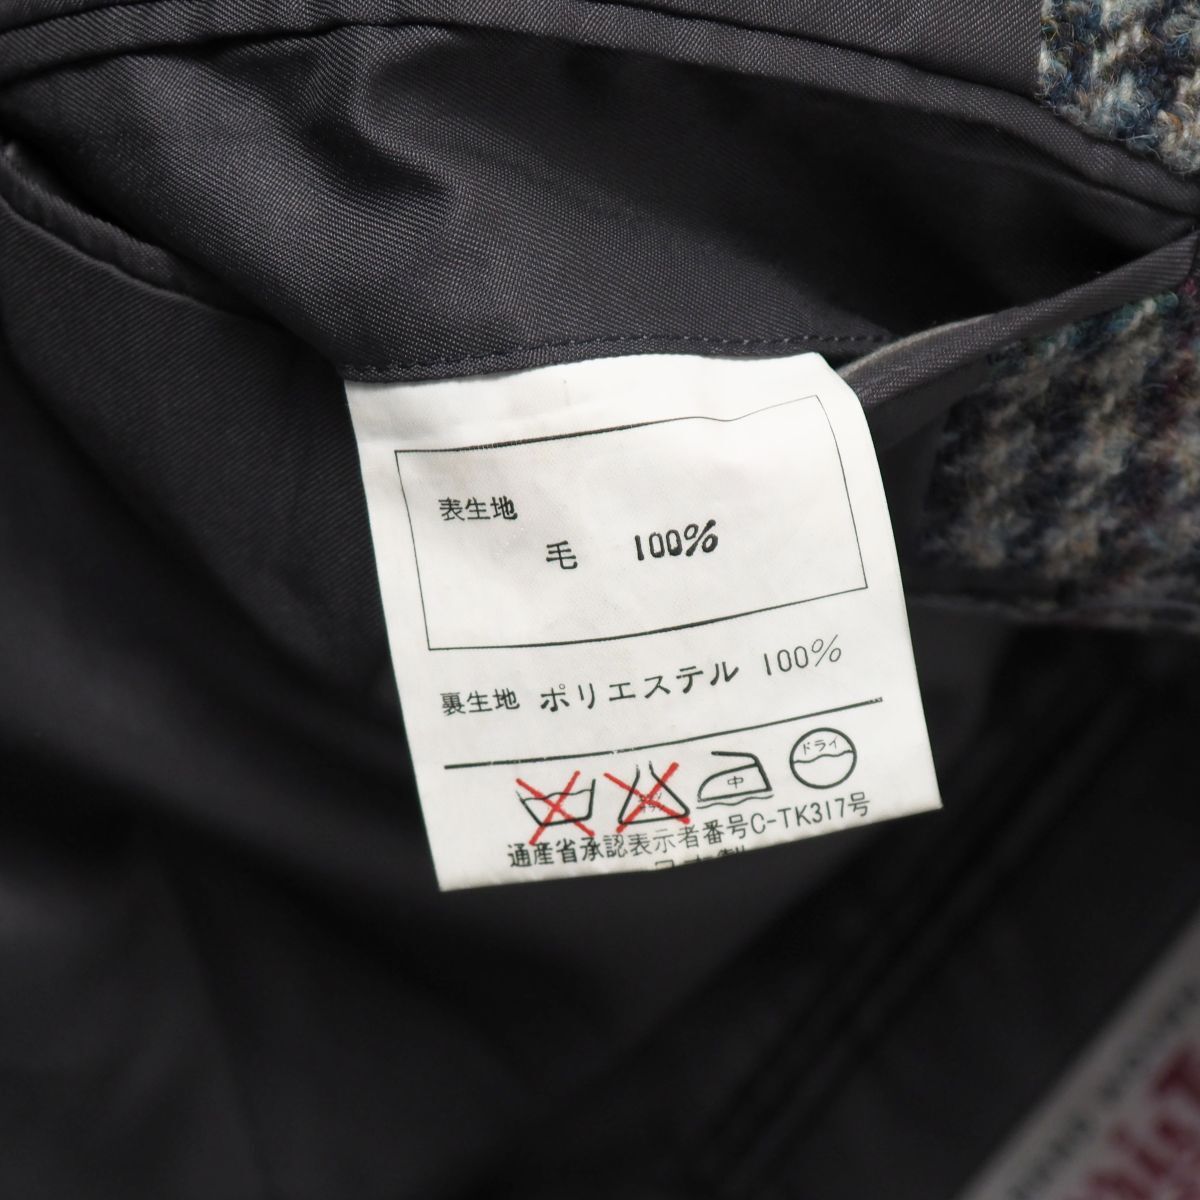 表生地
毛 100%
裏生地 ポリエステル 100%
中
ドライ
通産省承認表示者番号C-TK317号